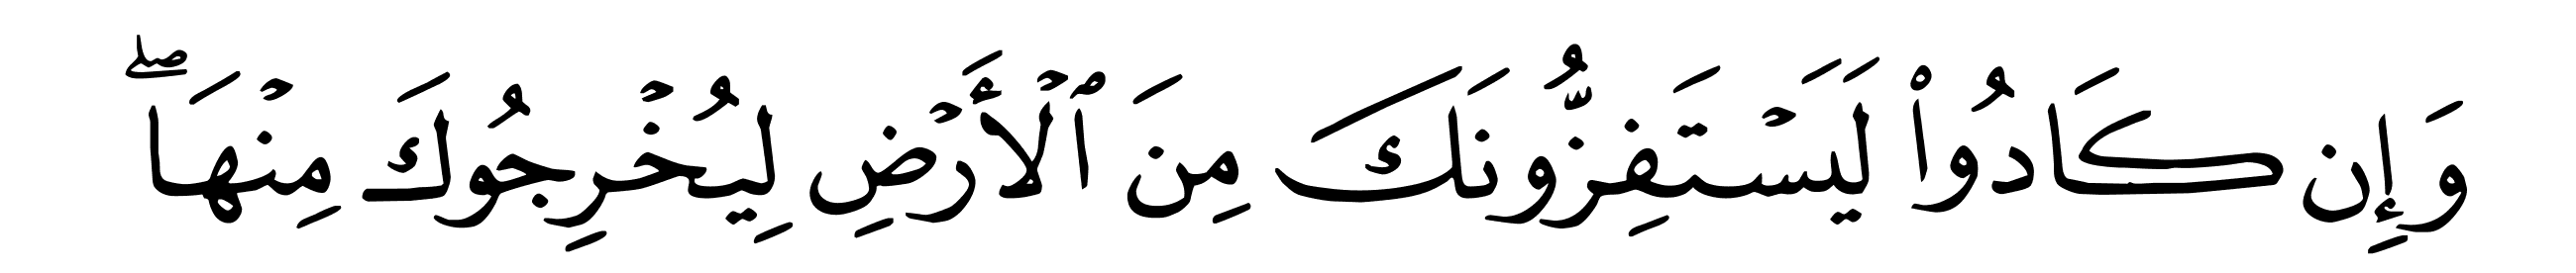 وَإِن كَادُوا۟ لَيَسْتَفِزُّونَكَ مِنَ ٱلْأَرْضِ لِيُخْرِجُوكَ مِنْهَا ۖ